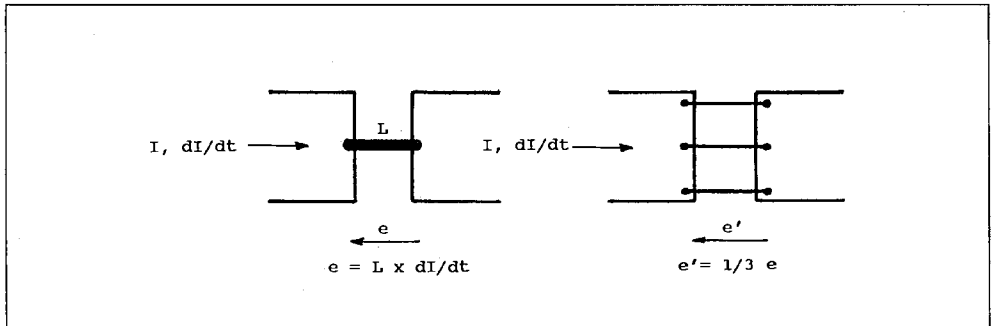 L
I, dI/dt
e
e = L x dI/dt
I, dI/dt
e'
e'= 1/3 e